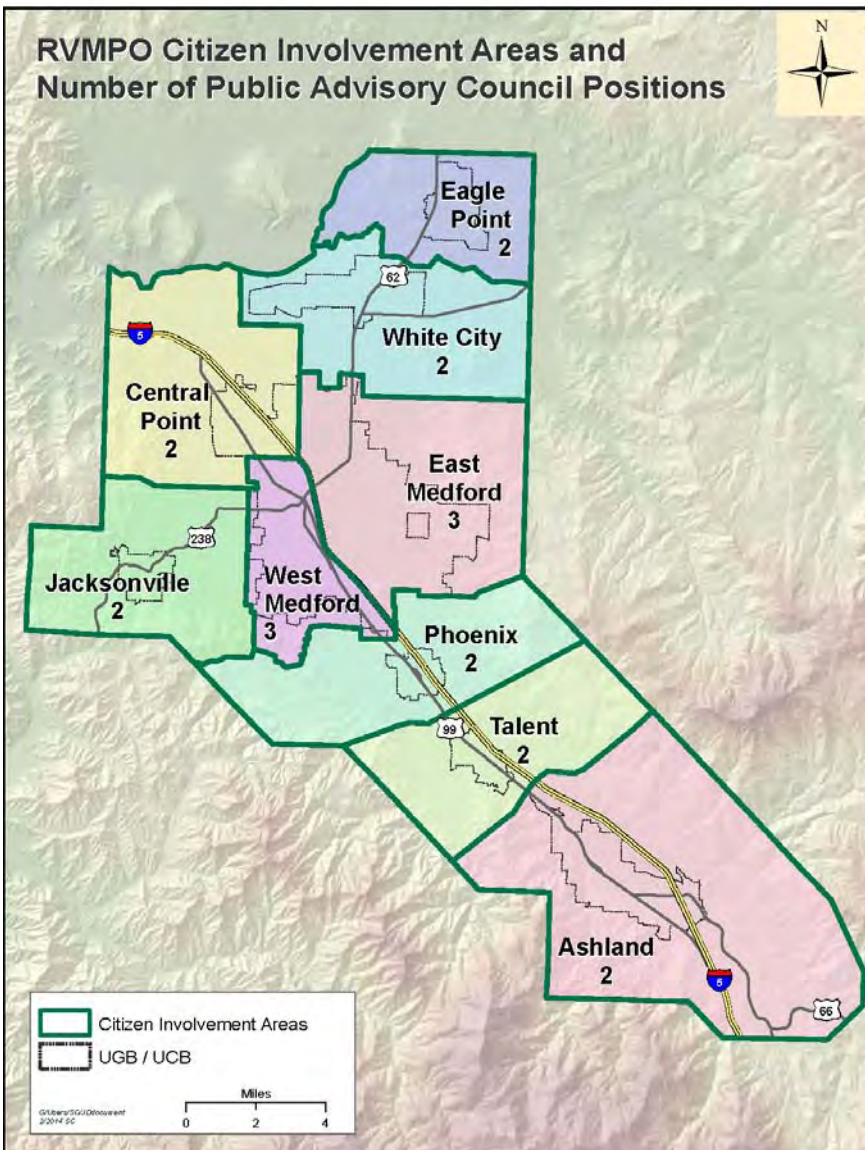 RVMPO Citizen Involvement Areas and
Number of Public Advisory Council Positions
N
Eagle
Point
2
62
White City
2
5
Central
Point
2
East
Medford
3
238
Jacksonville
2
West
Medford
3
Phoenix
2
99
Talent
2
Ashland
2
5
66
Citizen Involvement Areas
UGB / UCB
Miles
0 2 4